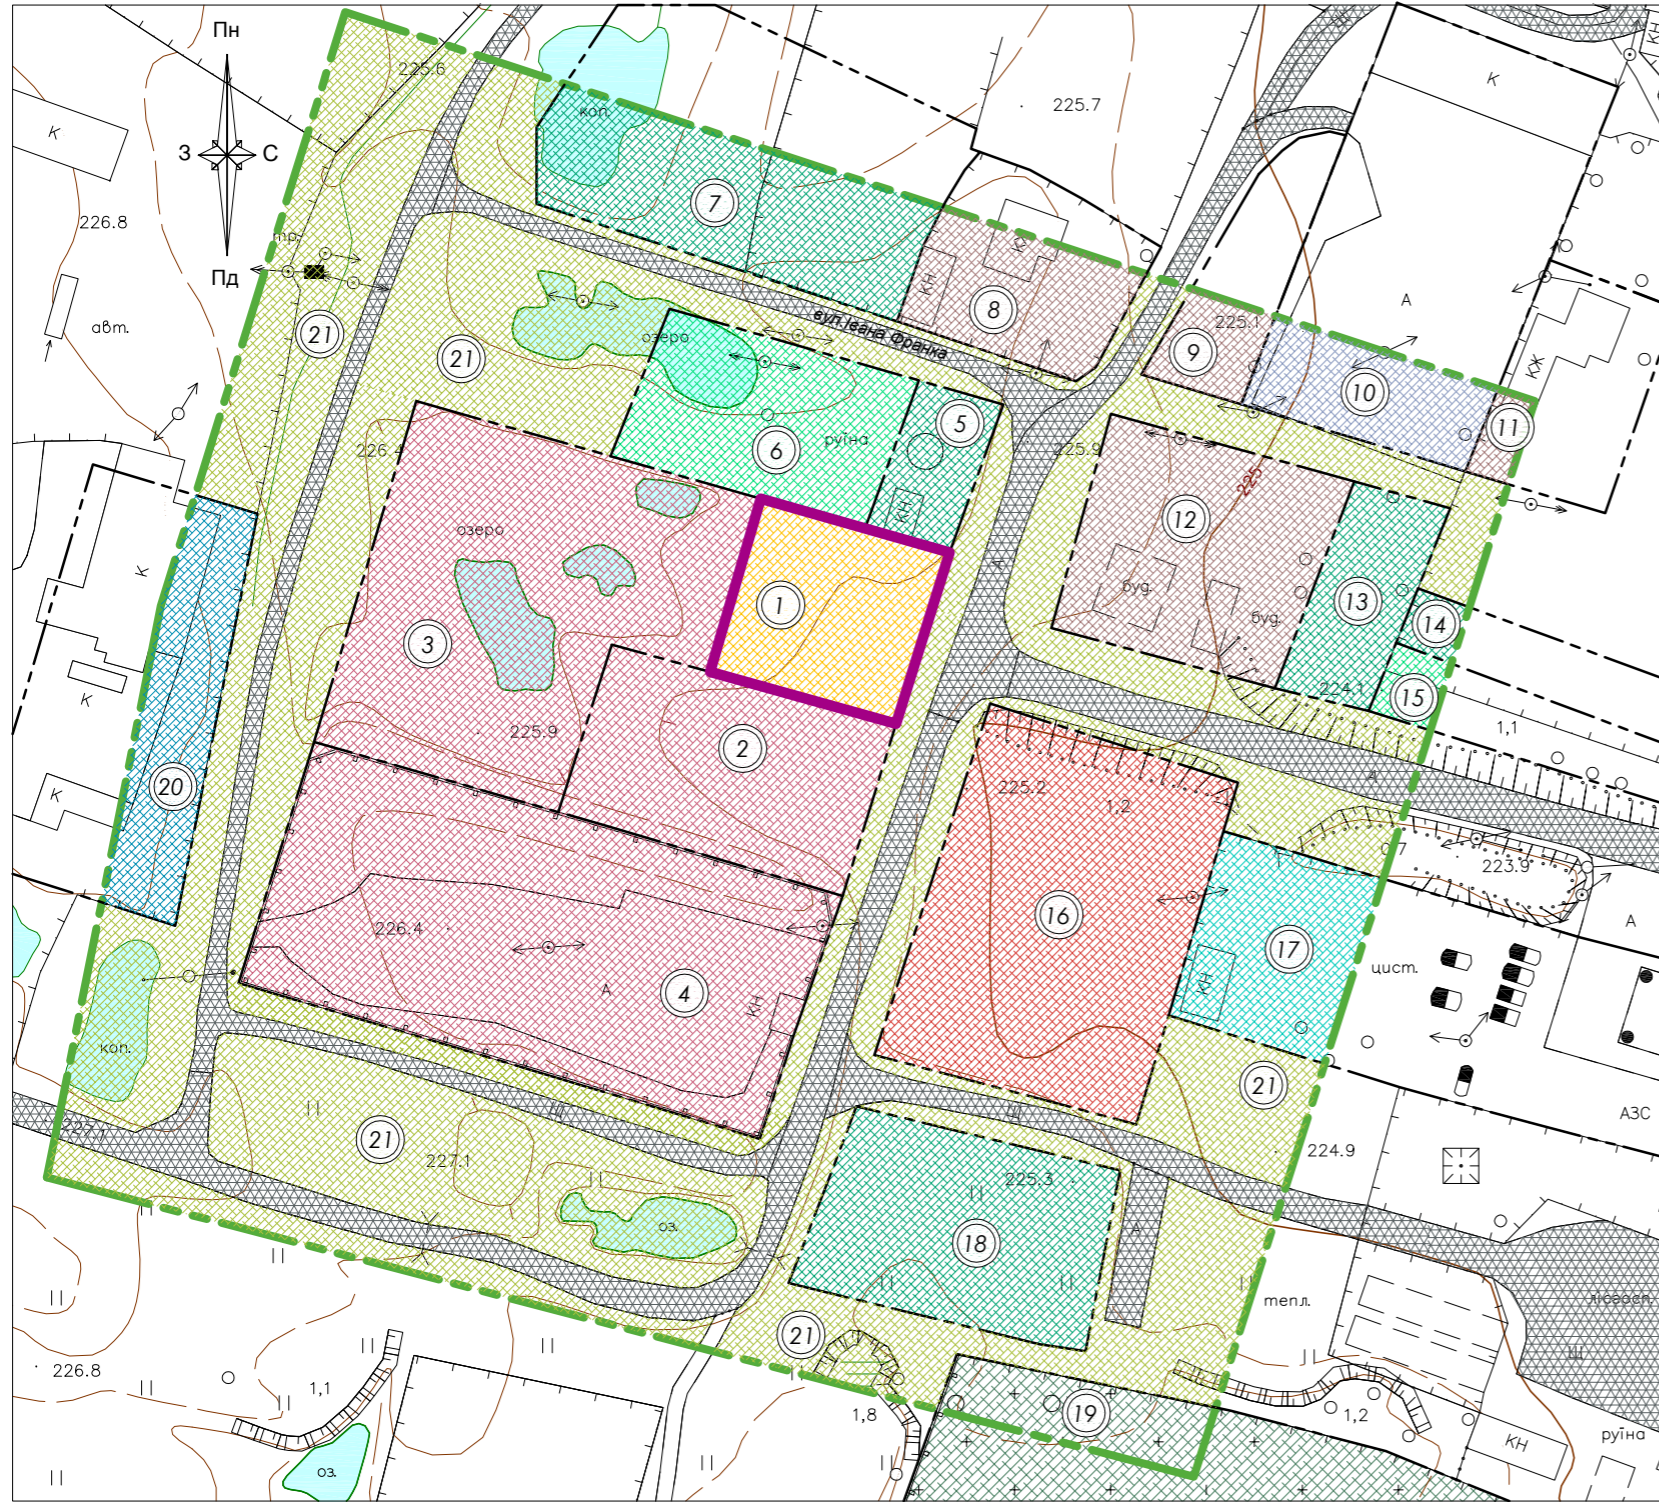 Пн
225.6
К
коп.
225.7
К
КН
З
С
226.8
7
КЖ
тр.
Пд
8
А
авт.
21
вул.Івана Франка
225.1
9
21
озеро
10
КЖ
5
11
226.4
руїна
6
225.9
225
озеро
КН
12
К
А
1
буд.
13
буд.
14
3
224.1
15
К
225.9
2
1,1
А
20
К
225.2
1,2
0,7
223.9
16
226.4
А
17
цист.
А
4
КН
КН
коп.
21
Щ
Щ
АЗС
227.1
21
227.1
225.3
224.9
оз.
А
18
тепл.
21
226.8
1,1
1,8
19
1,2
Щ
КН
руїна
оз.